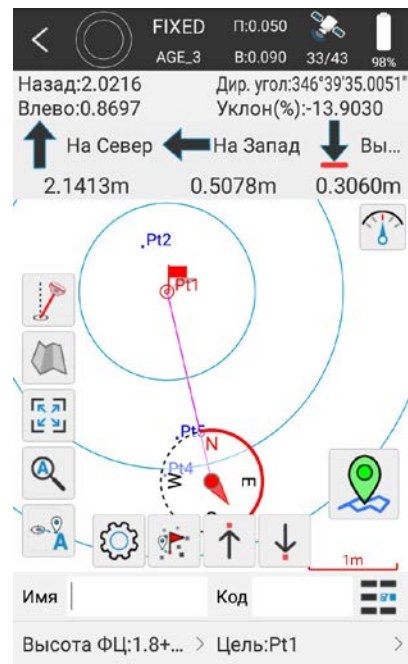 FIXED П:0.050
AGE_3 В:0.090 33/43 98%
Назад:2.0216 Дир. угол:346°39'35.0051"
Влево:0.8697 Уклон(%):-13.9030
На Север На Запад Вы...
2.1413m 0.5078m 0.3060m
Pt2
Pt1
Pt5
N
Pt4
W E
A
A
1m
Имя Код
Высота ФЦ:1.8+... > Цель:Pt1 >